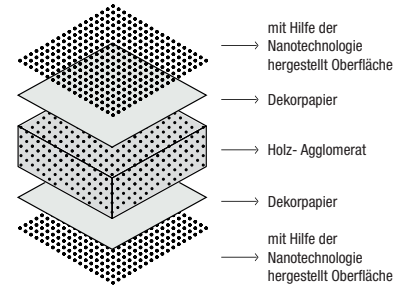 mit Hilfe der
Nanotechnologie
hergestellt Oberfläche
Dekorpapier
Holz- Agglomerat
Dekorpapier
mit Hilfe der
Nanotechnologie
hergestellt Oberfläche